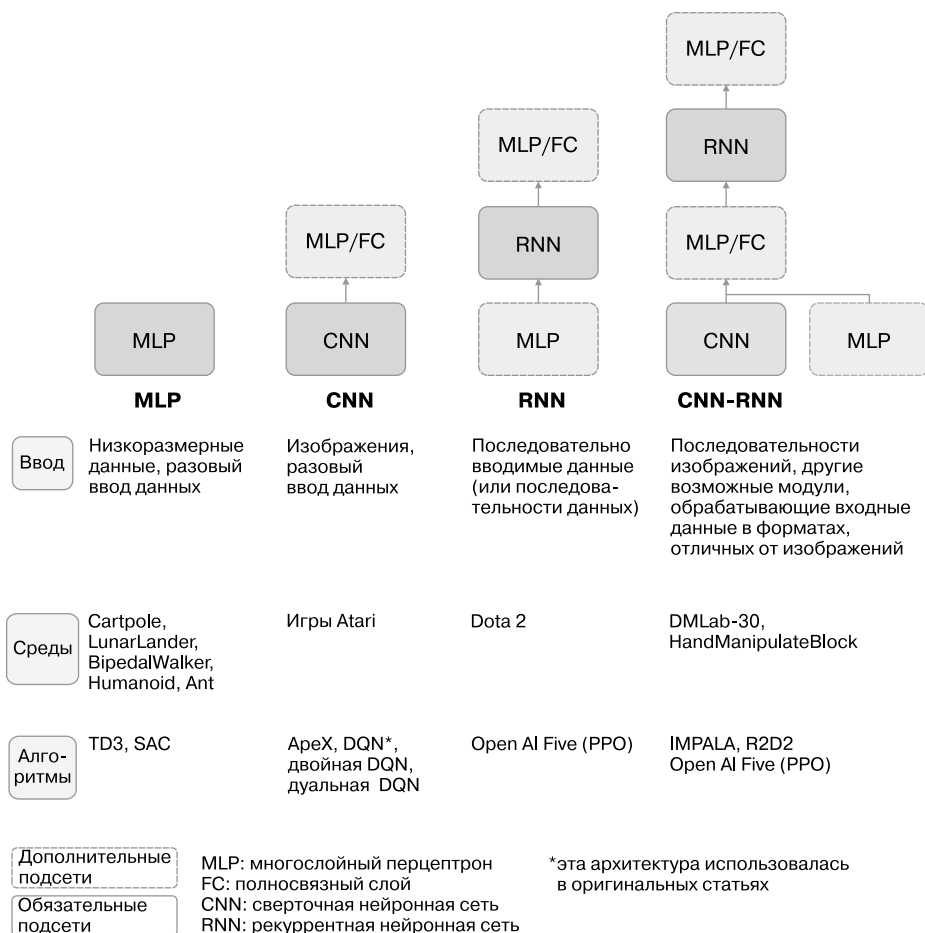 MLP/FC
MLP/FC
RNN
MLP/FC
RNN
MLP/FC
MLP
CNN
MLP
CNN
MLP
MLP
CNN
RNN
CNN-RNN
Ввод
Низкоразмерные
данные, разовый
ввод данных
Изображения,
разовый
ввод данных
Последовательно
вводимые данные
(или последова-
тельности данных)
Последовательности
изображений, другие
возможные модули,
обрабатывающие входные
данные в форматах,
отличных от изображений
Среды
Cartpole,
LunarLander,
BipedalWalker,
Humanoid, Ant
Игры Atari
Dota 2
DMLab-30,
HandManipulateBlock
Алго-
ритмы
TD3, SAC
ApeX, DQN*,
двойная DQN,
дуальная DQN
Open AI Five (PPO)
IMPALA, R2D2
Open AI Five (PPO)
Дополнительные
подсети
Обязательные
подсети
MLP: многослойный перцептрон
FC: полносвязный слой
CNN: сверточная нейронная сеть
RNN: рекуррентная нейронная сеть
*эта архитектура использовалась
в оригинальных статьях